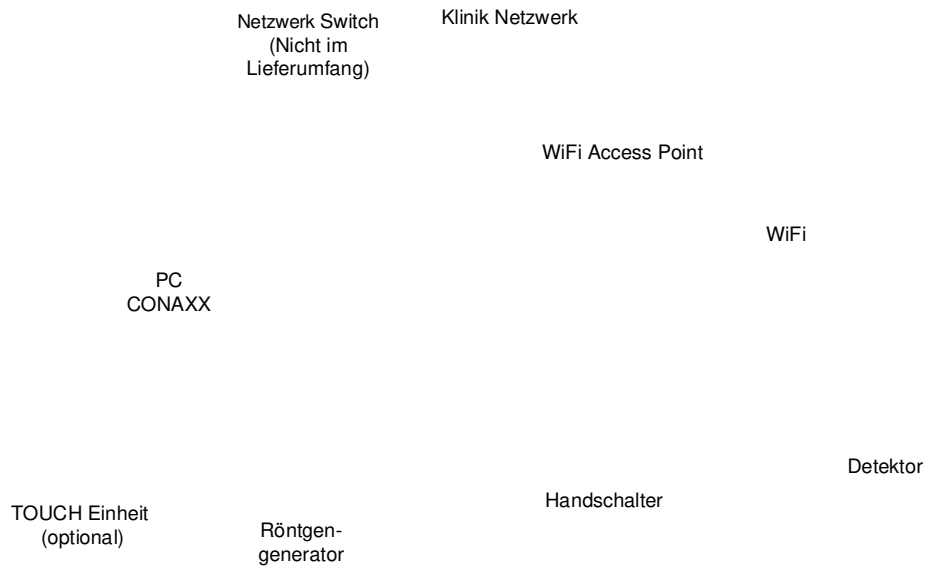 Netzwerk Switch
(Nicht im
Lieferumfang)
Klinik Netzwerk
WiFi Access Point
WiFi
PC
CONAXX
Detektor
Handschalter
TOUCH Einheit
(optional)
Röntgen-
generator